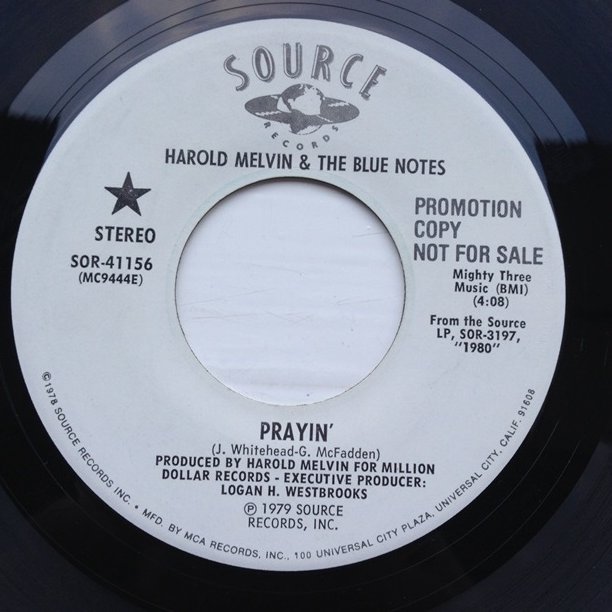 SOURCE
RECORDS
HAROLD MELVIN & THE BLUE NOTES
STEREO
SOR-41156
(MC9444E)
PROMOTION
COPY
NOT FOR SALE
Mighty Three
Music (BMI)
(4:08)
From the Source
LP, SOR-3197,
"1980"
PRAYIN'
(J. Whitehead-G. McFadden)
PRODUCED BY HAROLD MELVIN FOR MILLION
DOLLAR RECORDS - EXECUTIVE PRODUCER:
LOGAN H. WESTBROOKS
℗ 1979 SOURCE
RECORDS, INC.
©1978 SOURCE RECORDS INC. • MFD. BY MCA RECORDS, INC., 100 UNIVERSAL CITY PLAZA, UNIVERSAL CITY, CALIF. 91608